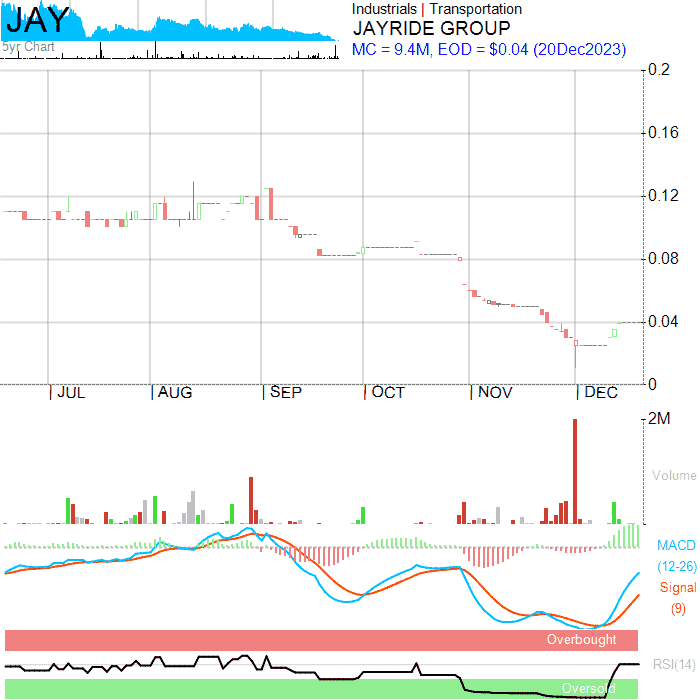 JAY
5yr Chart
Industrials | Transportation
JAYRIDE GROUP
MC = 9.4M, EOD = $0.04 (20Dec2023)
0.2
0.16
0.12
0.08
0.04
0
JUL
AUG
SEP
OCT
NOV
DEC
2M
Volume
MACD
(12-26)
Signal
(9)
Overbought
RSI(14)
Oversold